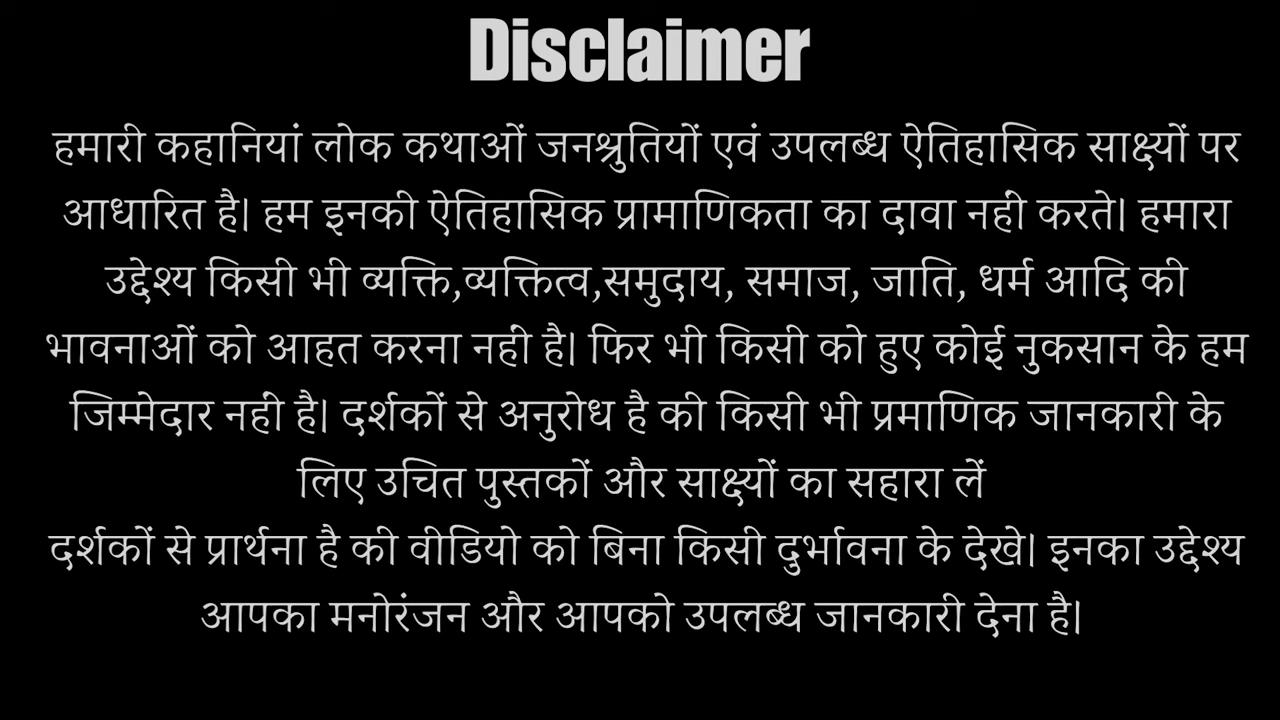 Disclaimer
हमारी कहानियां लोक कथाओं जनश्रुतियों एवं उपलब्ध ऐतिहासिक साक्ष्यों पर
आधारित है। हम इनकी ऐतिहासिक प्रामाणिकता का दावा नहीं करते। हमारा
उद्देश्य किसी भी व्यक्ति,व्यक्तित्व,समुदाय, समाज, जाति, धर्म आदि की
भावनाओं को आहत करना नहीं है। फिर भी किसी को हुए कोई नुकसान के हम
जिम्मेदार नहीं है। दर्शकों से अनुरोध है की किसी भी प्रमाणिक जानकारी के
लिए उचित पुस्तकों और साक्ष्यों का सहारा लें
दर्शकों से प्रार्थना है की वीडियो को बिना किसी दुर्भावना के देखे। इनका उद्देश्य
आपका मनोरंजन और आपको उपलब्ध जानकारी देना है।